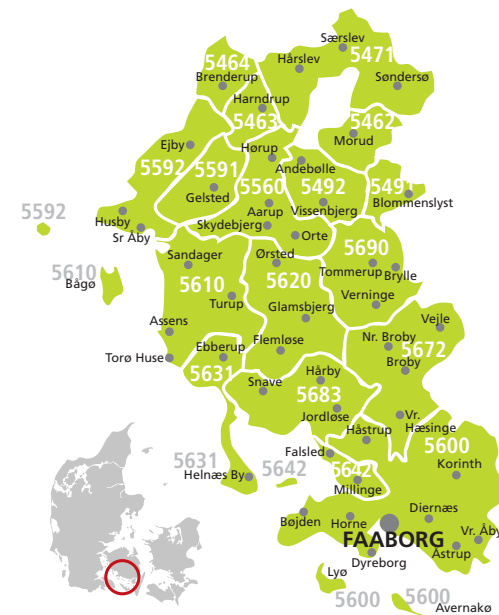 Særslev
Hårslev
5471
5464
Brenderup
Søndersø
Harndrup
5463
5462
Morud
Ejby
Hørup
Andebølle
5592
5591
5560
5492
549
Gelsted
Aarup
Vissenbjerg
Blommenslyst
5592
Husby
Skydebjerg
Sr Åby
Orte
5690
Sandager
Ørsted
Tommerup
Brylle
5610
Bågø
5610
5620
Turup
Glamsbjerg
Verninge
Vejle
Assens
Nr. Broby
5672
Flemløse
Broby
Torø Huse
Ebberup
5631
Snave
Hårby
5683
Jordløse
Vr.
Hæsinge
Håstrup
5600
5631
Helnæs By
5642
Falsled
5642
Millinge
Korinth
Bøjden
Horne
Diernæs
FAABORG
Vr. Åby
Åstrup
Dyreborg
Lyø
5600
5600
Avernakø